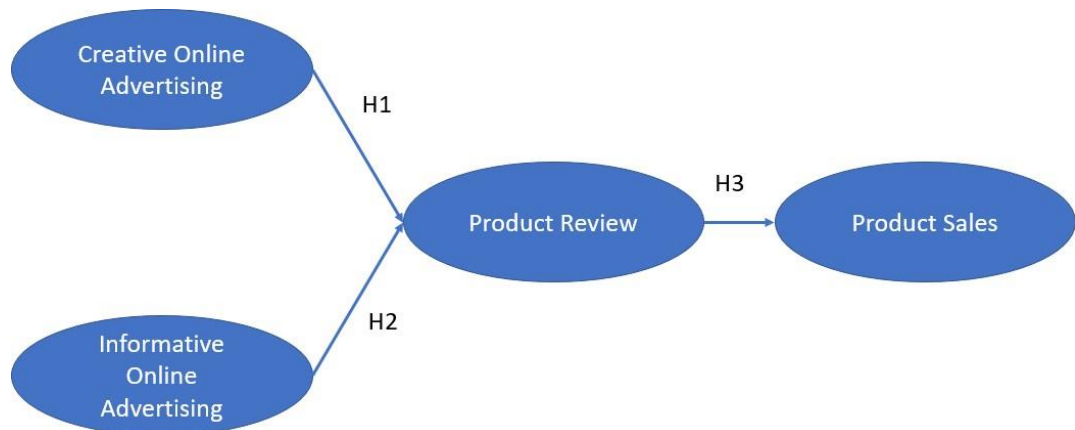 Creative Online
Advertising
H1
Product Review
H3
Product Sales
H2
Informative
Online
Advertising